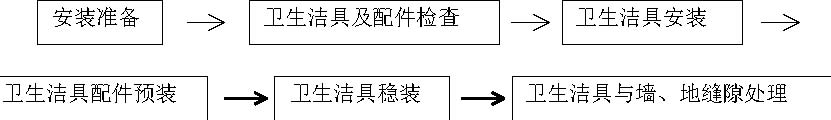 安装准备 卫生洁具及配件检查 卫生洁具安装
卫生洁具配件预装 卫生洁具稳装 卫生洁具与墙、地缝隙处理